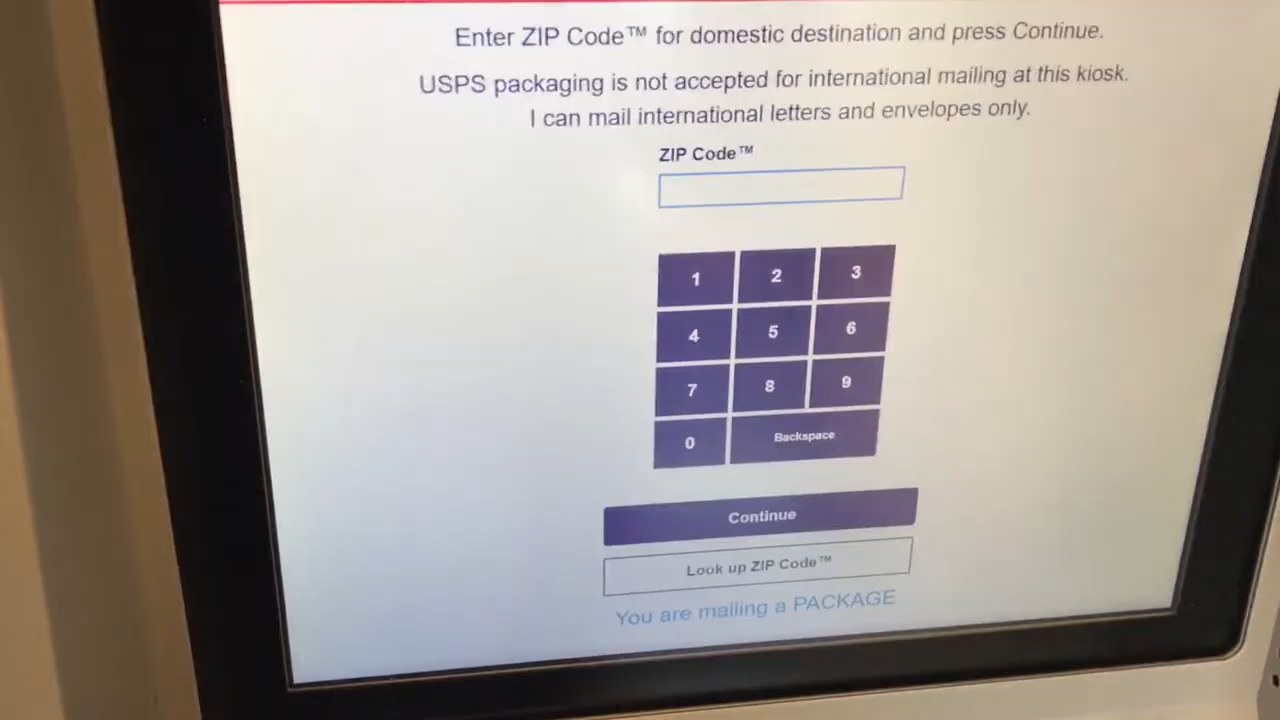 Enter ZIP Code™ for domestic destination and press Continue.
USPS packaging is not accepted for international mailing at this kiosk.
I can mail international letters and envelopes only.
ZIP Code™
1 2 3
4 5 6
7 8 9
0 Backspace
Continue
Look up ZIP Code™
You are mailing a PACKAGE